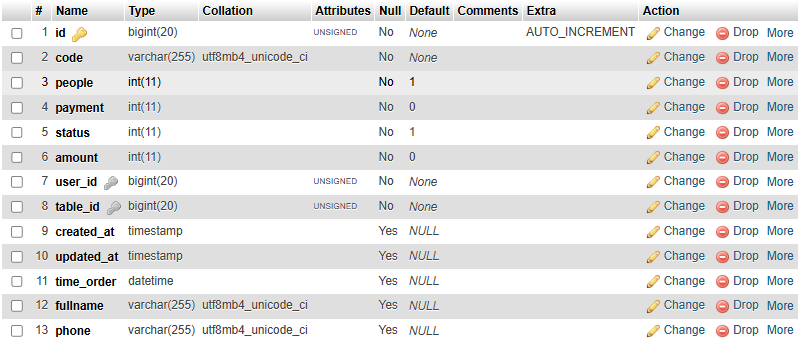 # Name Type Collation Attributes Null Default Comments Extra Action
1 id bigint(20) UNSIGNED No None AUTO_INCREMENT Change Drop More
2 code varchar(255) utf8mb4_unicode_ci No None Change Drop More
3 people int(11) No 1 Change Drop More
4 payment int(11) No 0 Change Drop More
5 status int(11) No 1 Change Drop More
6 amount int(11) No 0 Change Drop More
7 user_id bigint(20) UNSIGNED No None Change Drop More
8 table_id bigint(20) UNSIGNED No None Change Drop More
9 created_at timestamp Yes NULL Change Drop More
10 updated_at timestamp Yes NULL Change Drop More
11 time_order datetime Yes NULL Change Drop More
12 fullname varchar(255) utf8mb4_unicode_ci Yes NULL Change Drop More
13 phone varchar(255) utf8mb4_unicode_ci Yes NULL Change Drop More